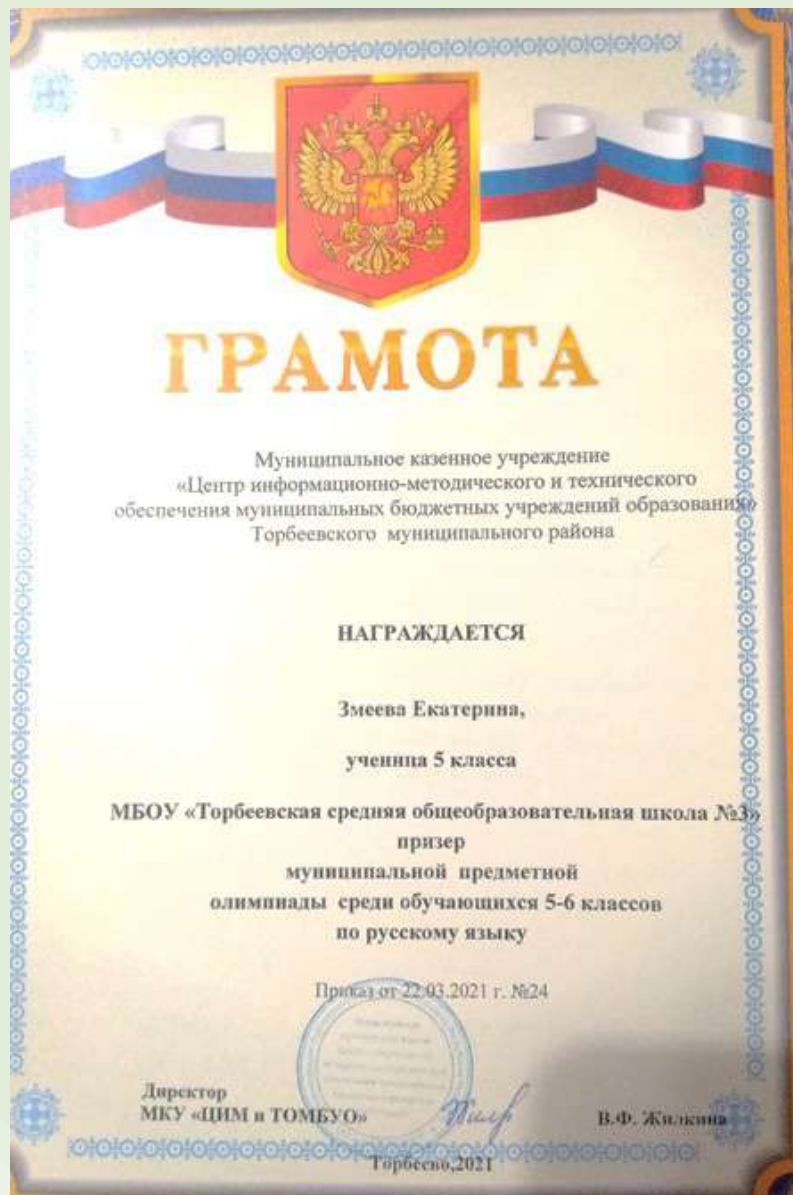 ГРАМОТА
Муниципальное казенное учреждение
«Центр информационно-методического и технического
обеспечения муниципальных бюджетных учреждений образования»
Торбеевского муниципального района
НАГРАЖДАЕТСЯ
Змеева Екатерина,
ученица 5 класса
МБОУ «Торбеевская средняя общеобразовательная школа №3»
призер
муниципальной предметной
олимпиады среди обучающихся 5-6 классов
по русскому языку
Приказ от 22.03.2021 г. №24
Директор
МКУ «ЦИМ и ТОМБУО»
В.Ф. Жилкина
Торбеево,2021